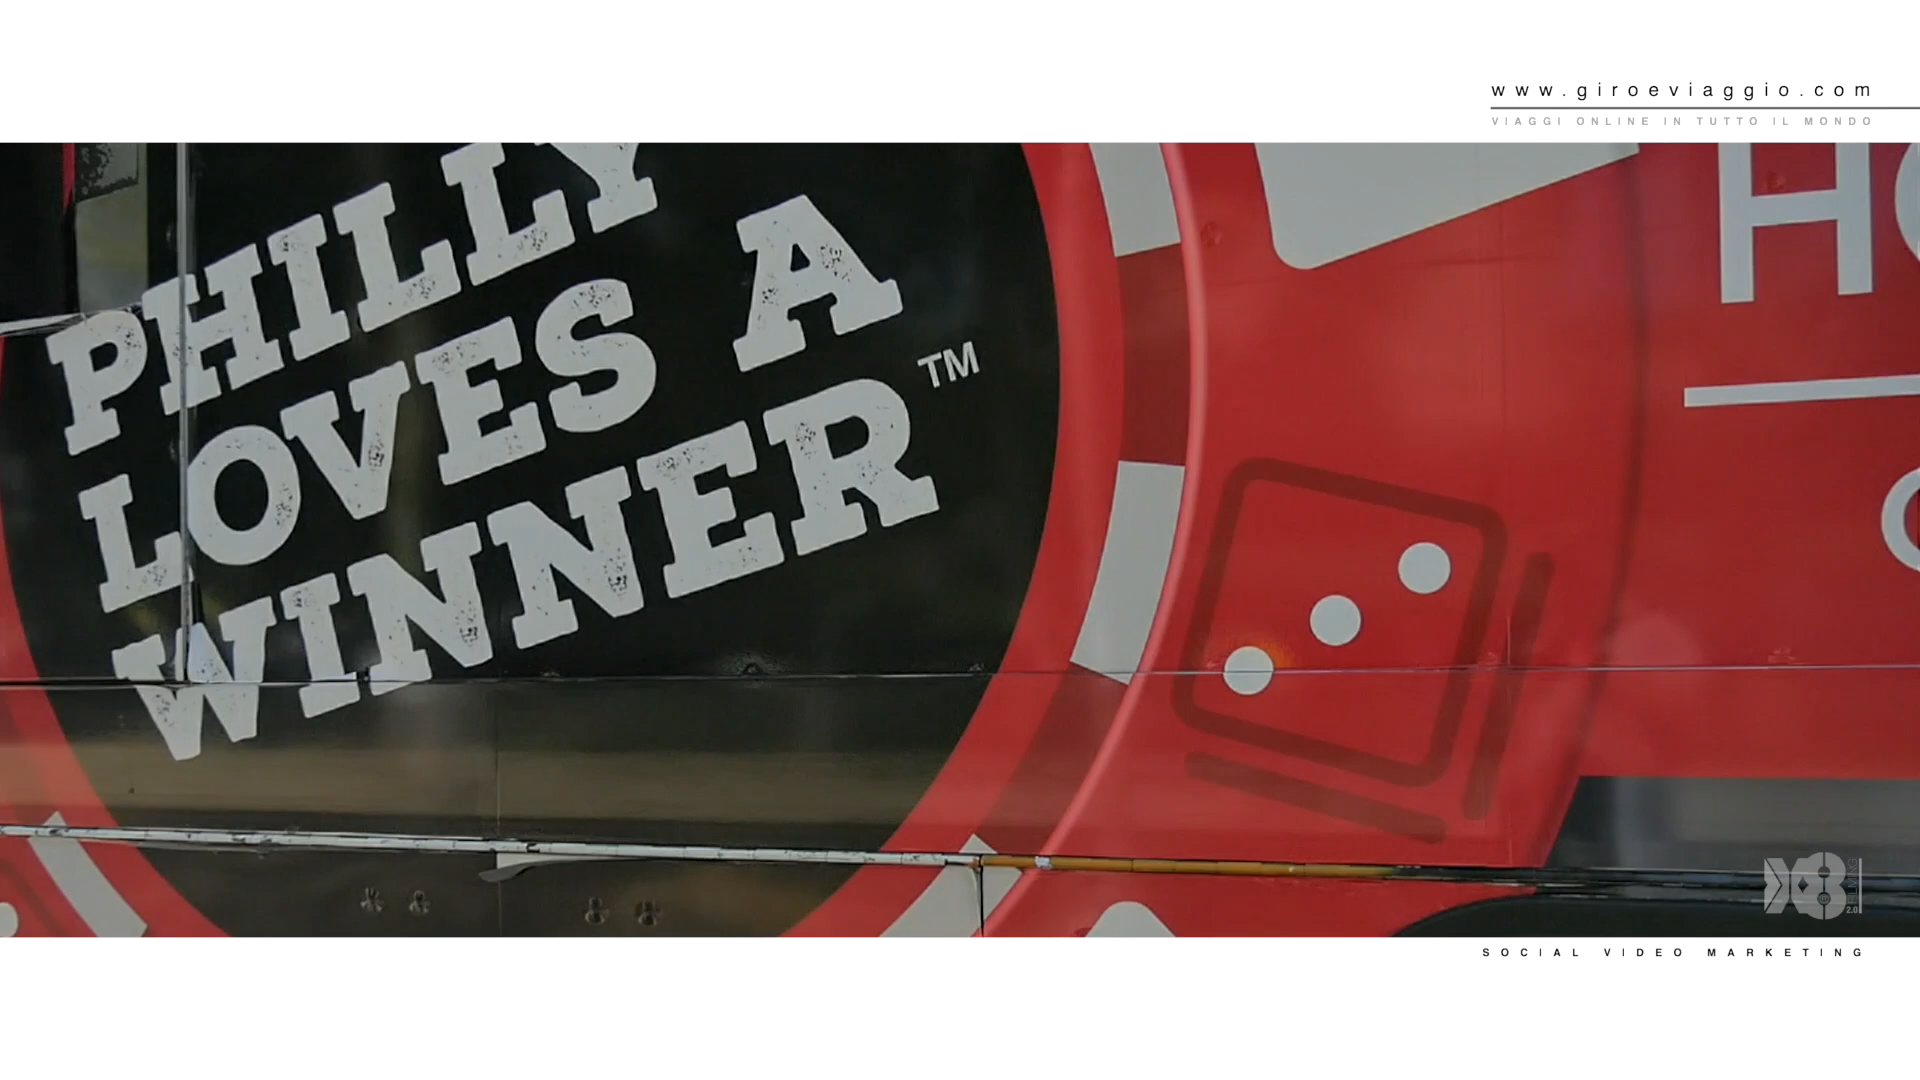 www.giroeviaggio.com
VIAGGI ONLINE IN TUTTO IL MONDO
PHILLY
LOVES A
WINNER™
SOCIAL VIDEO MARKETING